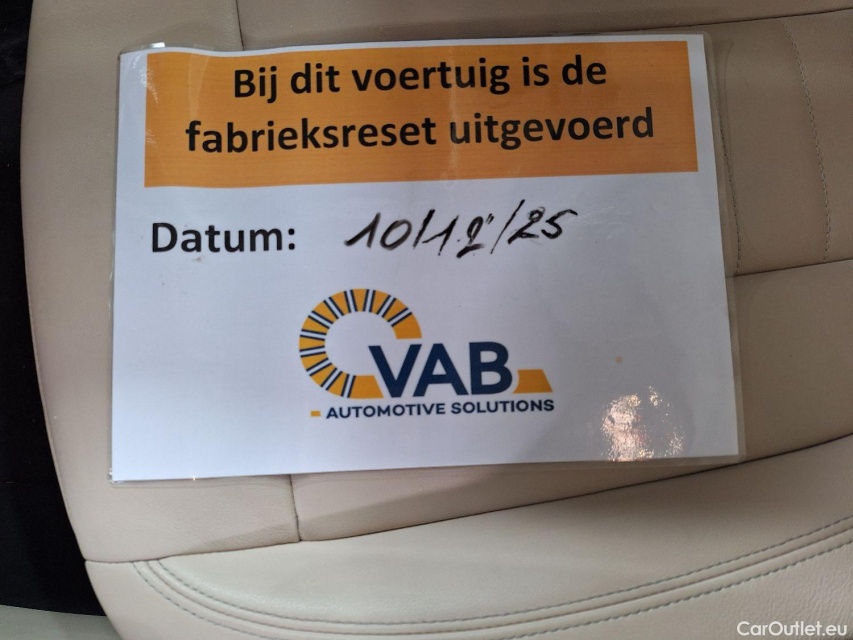 Bij dit voertuig is de
fabrieksreset uitgevoerd
Datum: 10/12/25
VAB
AUTOMOTIVE SOLUTIONS
CarOutlet.eu